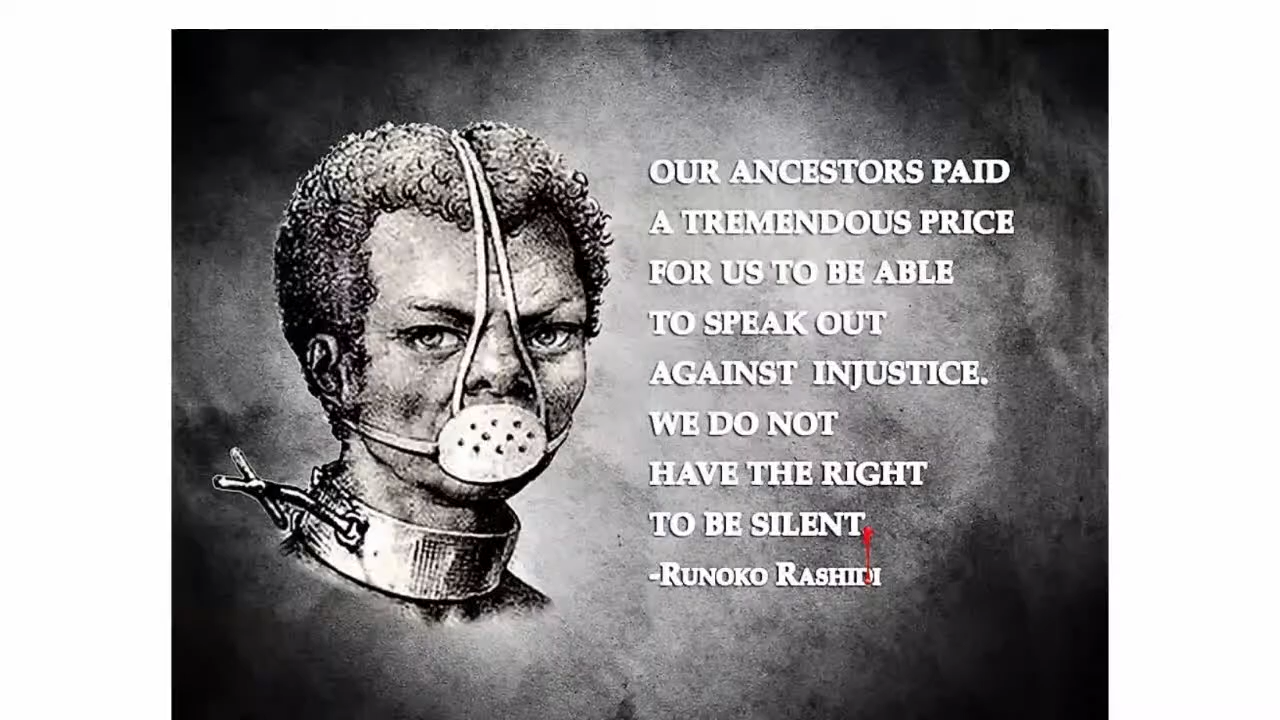 OUR ANCESTORS PAID
A TREMENDOUS PRICE
FOR US TO BE ABLE
TO SPEAK OUT
AGAINST INJUSTICE.
WE DO NOT
HAVE THE RIGHT
TO BE SILENT.
-RUNOKO RASHIDI